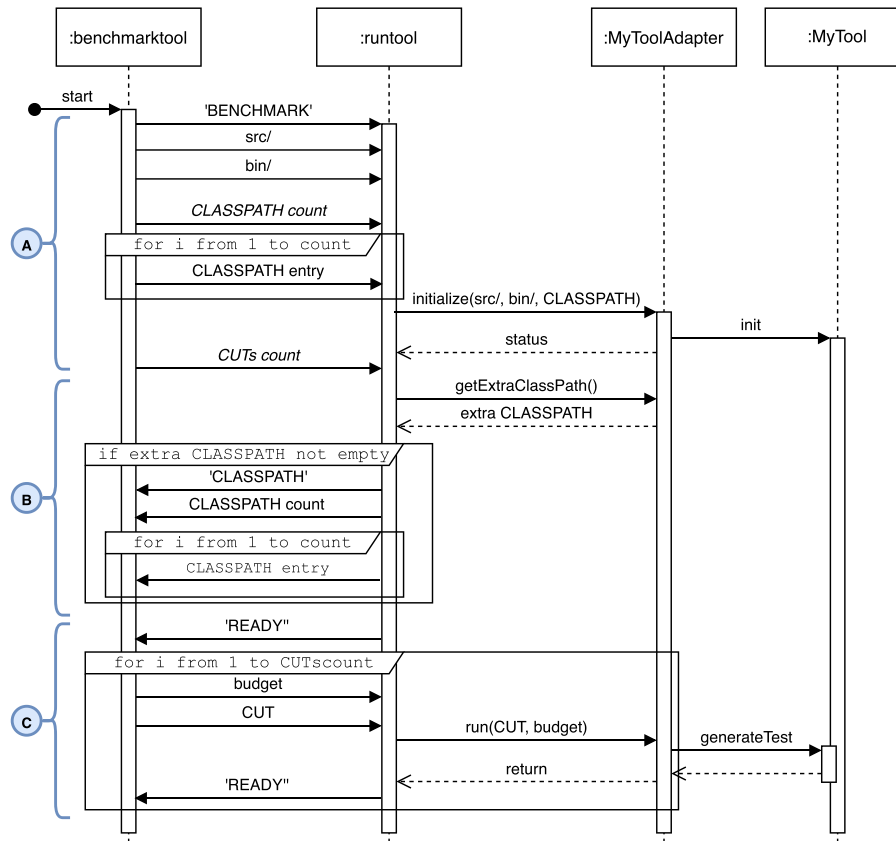 :benchmarktool
:runtool
:MyToolAdapter
:MyTool
start
'BENCHMARK'
src/
bin/
CLASSPATH count
A
for i from 1 to count
CLASSPATH entry
initialize(src/, bin/, CLASSPATH)
init
status
CUTs count
getExtraClassPath()
extra CLASSPATH
if extra CLASSPATH not empty
'CLASSPATH'
B
CLASSPATH count
for i from 1 to count
CLASSPATH entry
'READY"
for i from 1 to CUTscount
budget
CUT
C
run(CUT, budget)
generateTest
return
'READY"